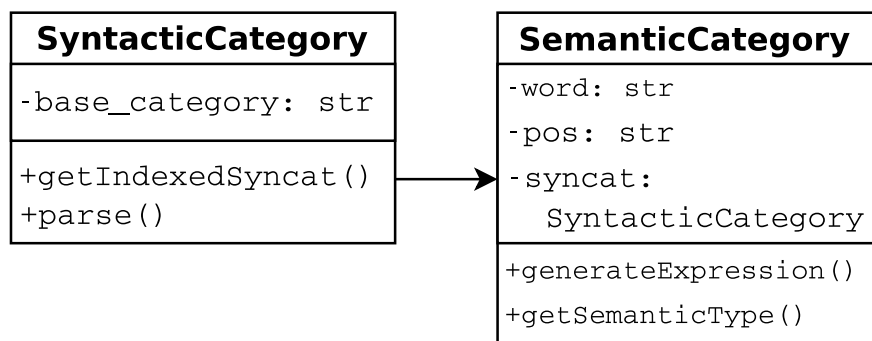 SyntacticCategory
-base_category: str
+getIndexedSyncat()
+parse()
SemanticCategory
-word: str
-pos: str
-syncat:
SyntacticCategory
+generateExpression()
+getSemanticType()